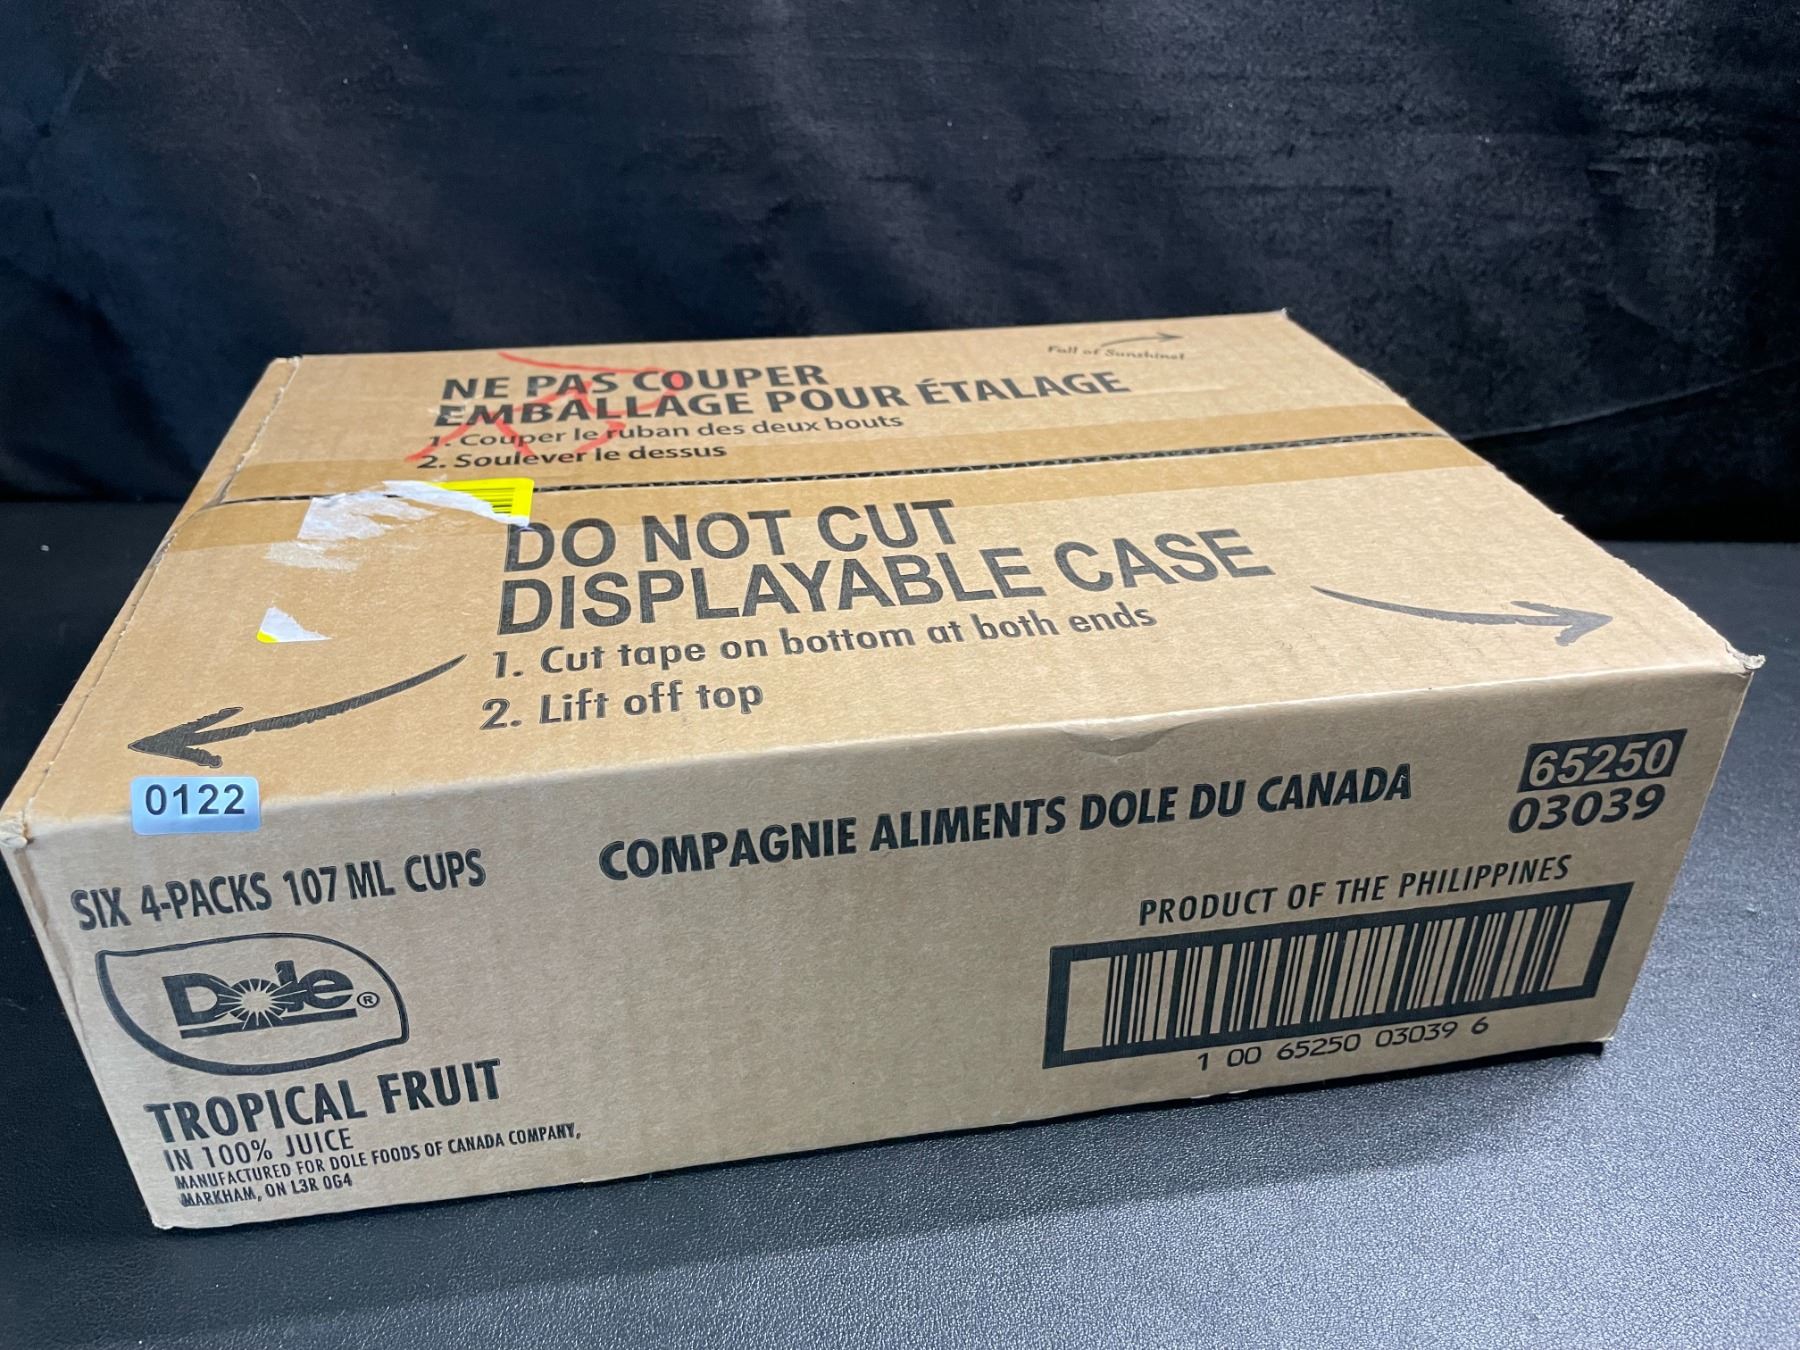 Full of Sunshine!
NE PAS COUPER
EMBALLAGE POUR ÉTALAGE
1. Couper le ruban des deux bouts
2. Soulever le dessus
DO NOT CUT
DISPLAYABLE CASE
1. Cut tape on bottom at both ends
2. Lift off top
0122
SIX 4-PACKS 107 ML CUPS
Dole®
TROPICAL FRUIT
IN 100% JUICE
MANUFACTURED FOR DOLE FOODS OF CANADA COMPANY,
MARKHAM, ON L3R 0G4
COMPAGNIE ALIMENTS DOLE DU CANADA
65250
03039
PRODUCT OF THE PHILIPPINES
1 00 65250 03039 6